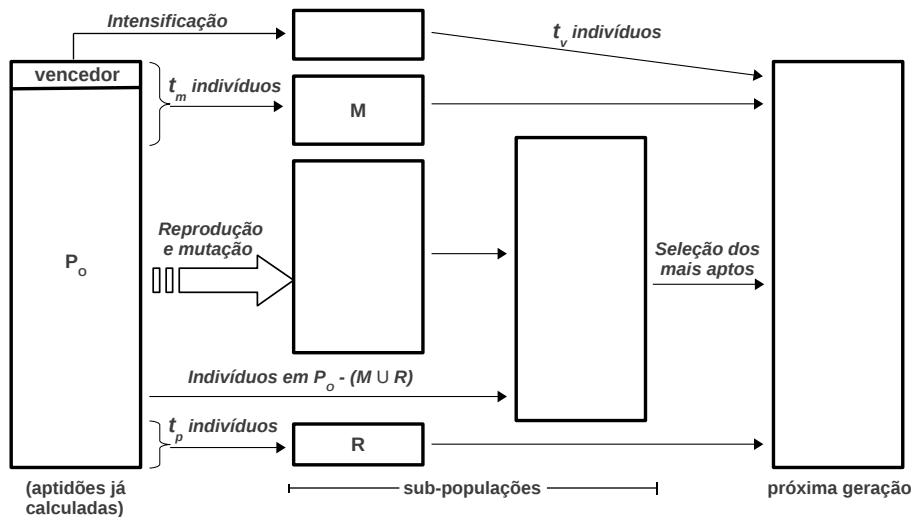 Intensificação
t_v indivíduos
vencedor
t_m indivíduos
M
Reprodução
e mutação
P_O
Seleção dos
mais aptos
Indivíduos em P_O - (M ∪ R)
t_p indivíduos
R
(aptidões já
calculadas)
sub-populações
próxima geração